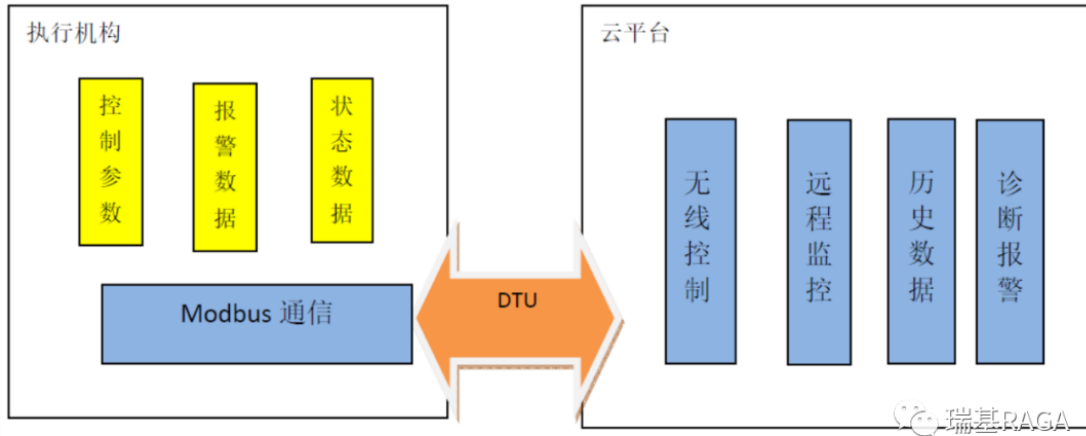 执行机构
控制参数
报警数据
状态数据
Modbus 通信
DTU
云平台
无线控制
远程监控
历史数据
诊断报警
瑞基RAGA